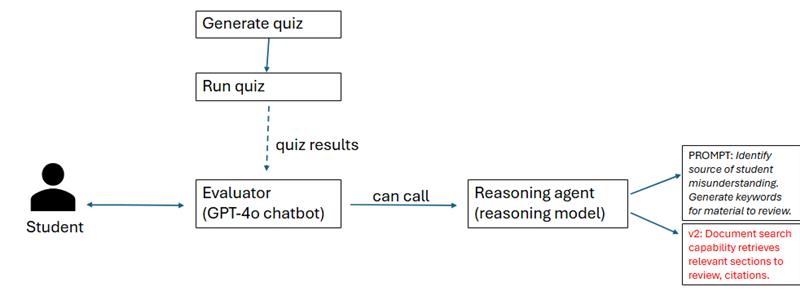 Generate quiz
Run quiz
quiz results
Student
Evaluator
(GPT-4o chatbot)
can call
Reasoning agent
(reasoning model)
PROMPT: Identify
source of student
misunderstanding.
Generate keywords
for material to review.
v2: Document search
capability retrieves
relevant sections to
review, citations.